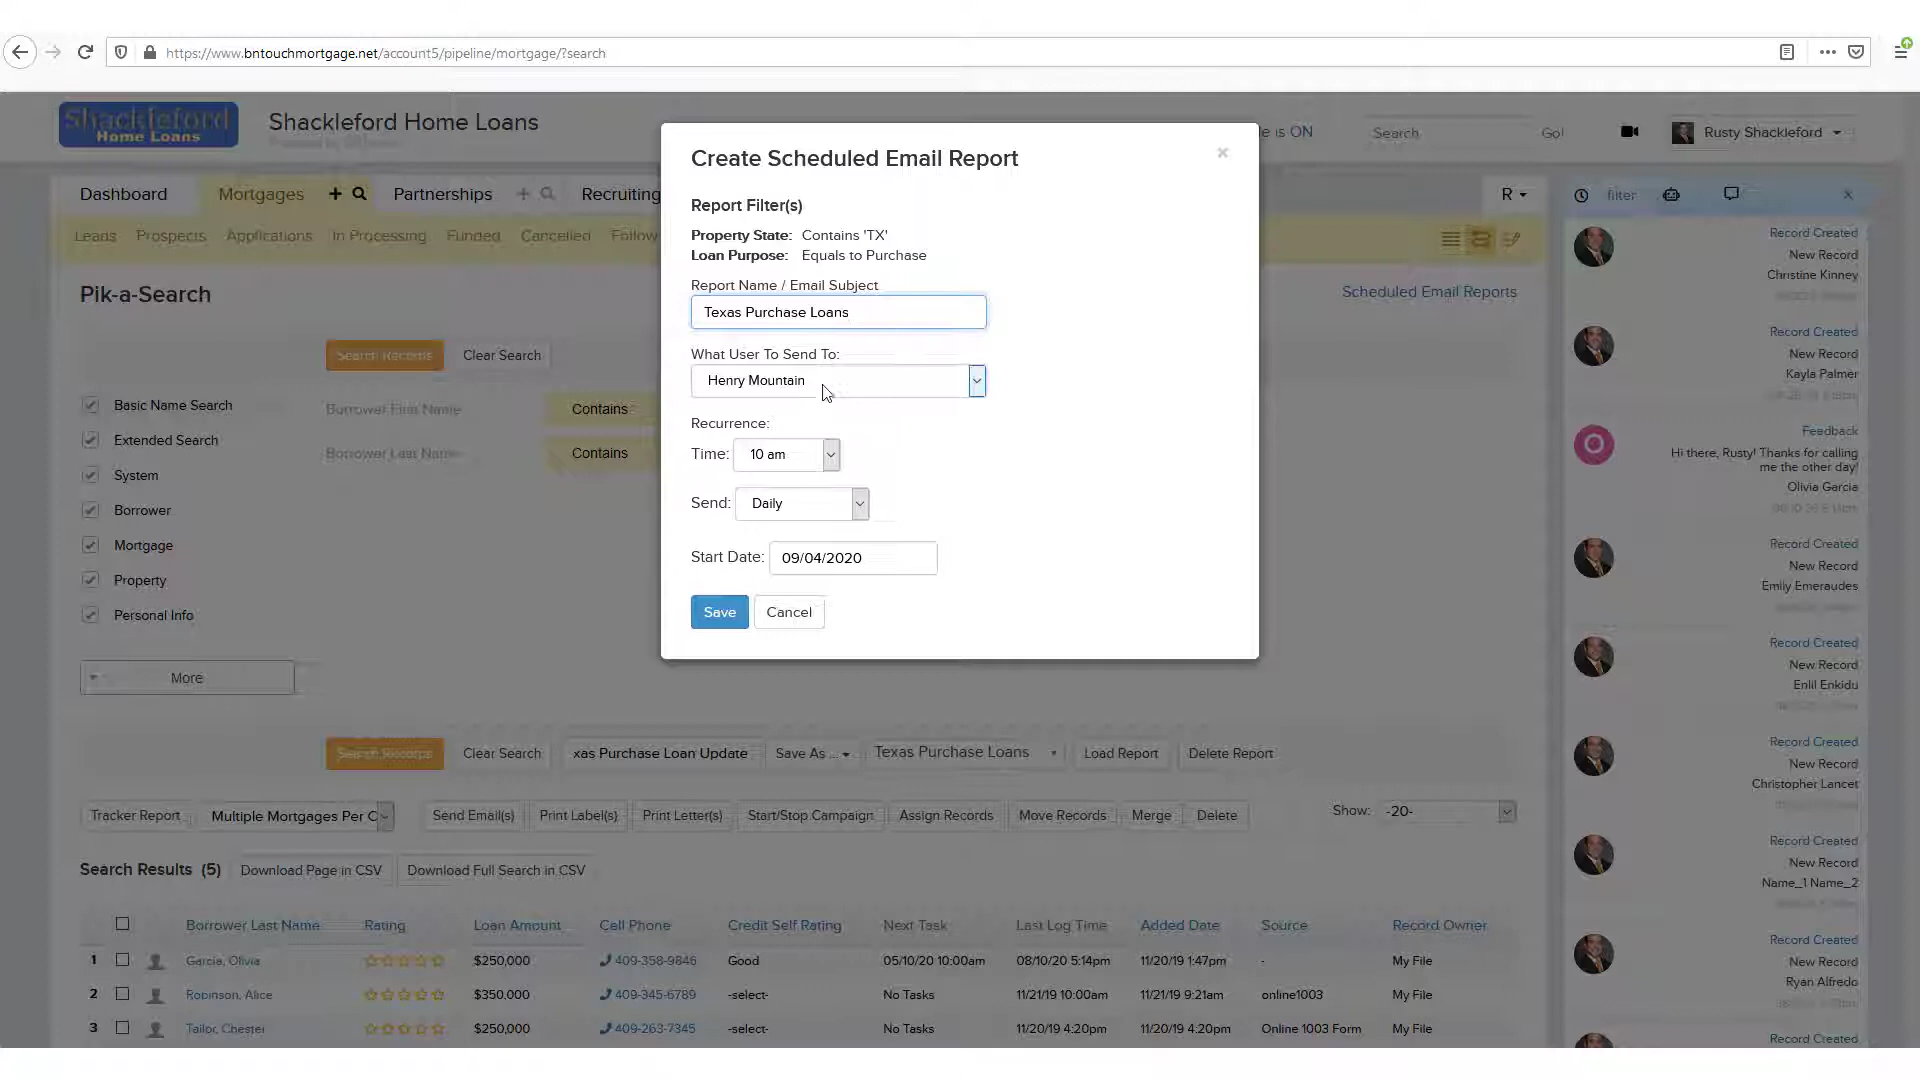 https://www.bntouchmortgage.net/account5/pipeline/mortgage/?search
Shackleford
Home Loans
Shackleford Home Loans
is ON
Search
Go!
Rusty Shackleford
Dashboard
Mortgages
Partnerships
Recruiting
R
filter
Leads
Prospects
Applications
In Processing
Funded
Cancelled
Follow
Pik-a-Search
Scheduled Email Reports
Search Records
Clear Search
Basic Name Search
Extended Search
System
Borrower
Mortgage
Property
Personal Info
More
Borrower First Name
Contains
Borrower Last Name
Contains
Create Scheduled Email Report
×
Report Filter(s)
Property State: Contains 'TX'
Loan Purpose: Equals to Purchase
Report Name / Email Subject
Texas Purchase Loans
What User To Send To:
Henry Mountain
Recurrence:
Time: 10 am
Send: Daily
Start Date: 09/04/2020
Save
Cancel
Search Records
Clear Search
xas Purchase Loan Update
Save As ...
Texas Purchase Loans
Load Report
Delete Report
Tracker Report
Multiple Mortgages Per C
Send Email(s)
Print Label(s)
Print Letter(s)
Start/Stop Campaign
Assign Records
Move Records
Merge
Delete
Show: -20-
Search Results (5)
Download Page in CSV
Download Full Search in CSV
Borrower Last Name Rating Loan Amount Cell Phone Credit Self Rating Next Task Last Log Time Added Date Source Record Owner
1 Garcia, Olivia $250,000 409-358-9846 Good 05/10/20 10:00am 08/10/20 5:14pm 11/20/19 1:47pm - My File
2 Robinson, Alice $350,000 409-345-6789 -select- No Tasks 11/21/19 10:00am 11/21/19 9:21am online1003 My File
3 Tailor, Chester $250,000 409-263-7345 -select- No Tasks 11/20/19 4:20pm 11/20/19 4:20pm Online 1003 Form My File
Record Created
New Record
Christine Kinney
Record Created
New Record
Kayla Palmer
Feedback
Hi there, Rusty! Thanks for calling
me the other day!
Olivia Garcia
Record Created
New Record
Emily Emeraudes
Record Created
New Record
Enlil Enkidu
Record Created
New Record
Christopher Lancet
Record Created
New Record
Name_1 Name_2
Record Created
New Record
Ryan Alfredo
Record Created